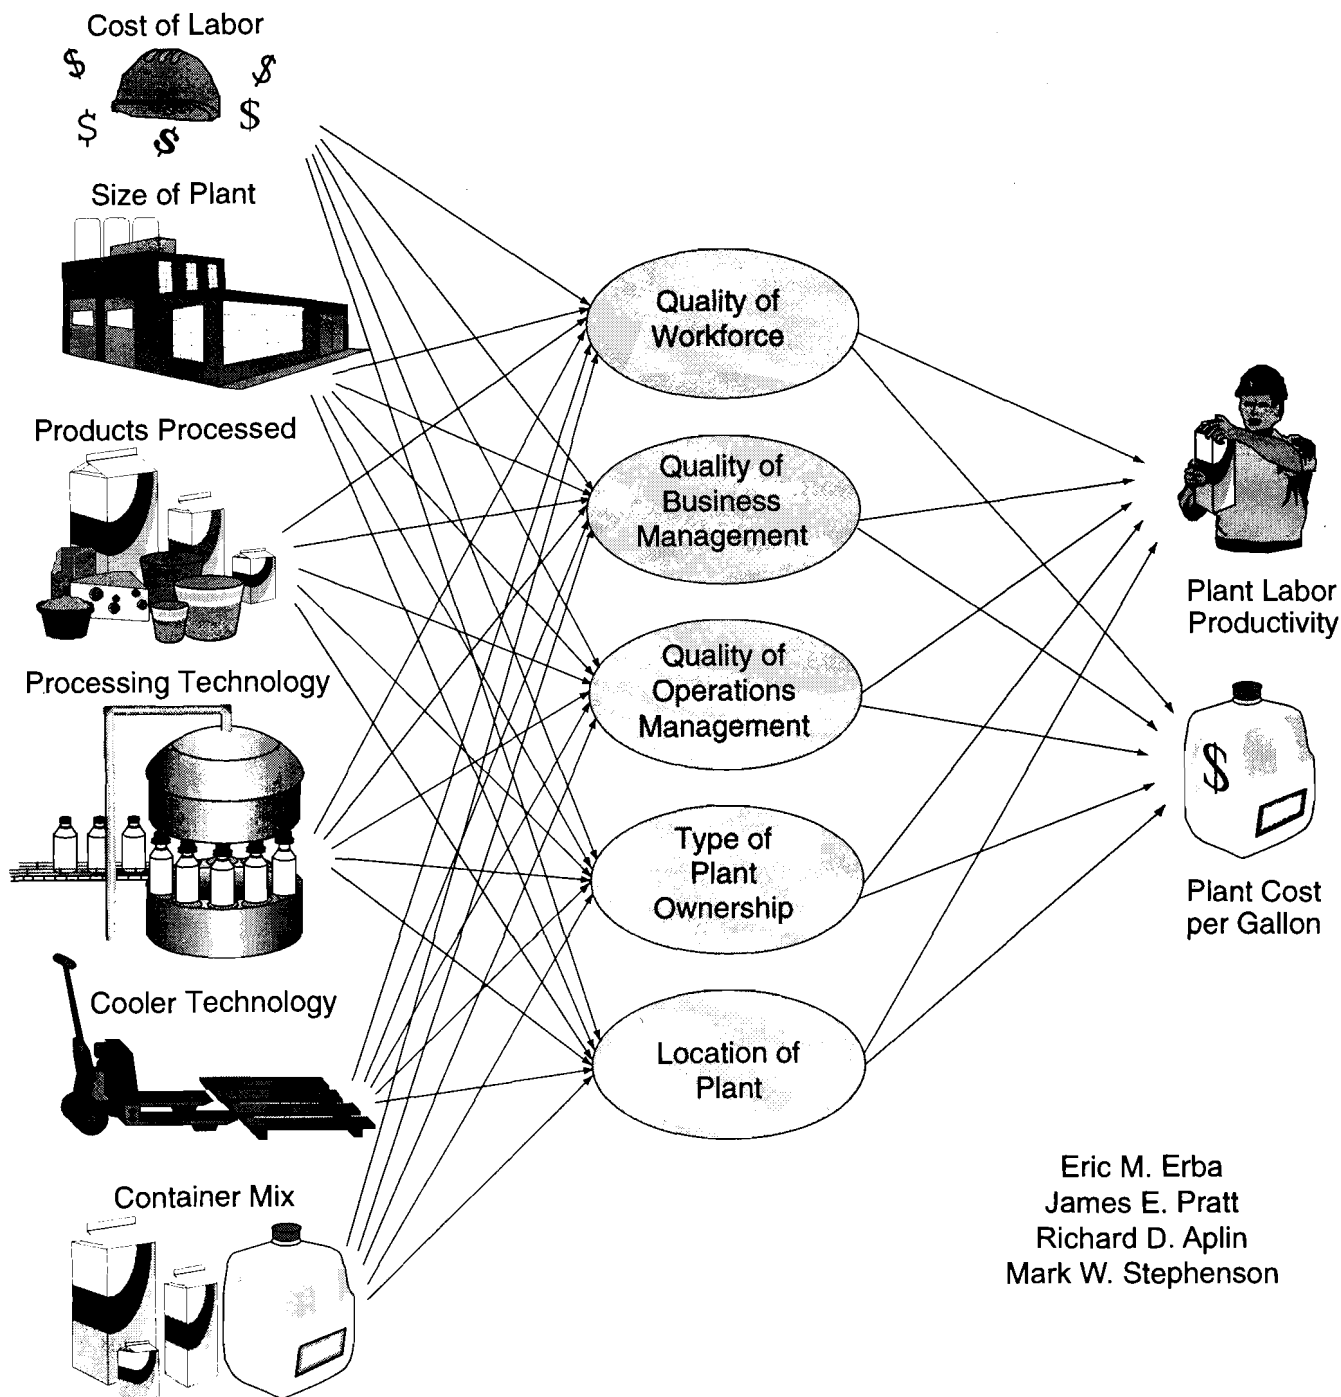 Cost of Labor
$ $
$ $ $
Size of Plant
Products Processed
Processing Technology
Cooler Technology
Container Mix
Quality of
Workforce
Quality of
Business
Management
Quality of
Operations
Management
Type of
Plant
Ownership
Location of
Plant
Plant Labor
Productivity
$
Plant Cost
per Gallon
Eric M. Erba
James E. Pratt
Richard D. Aplin
Mark W. Stephenson